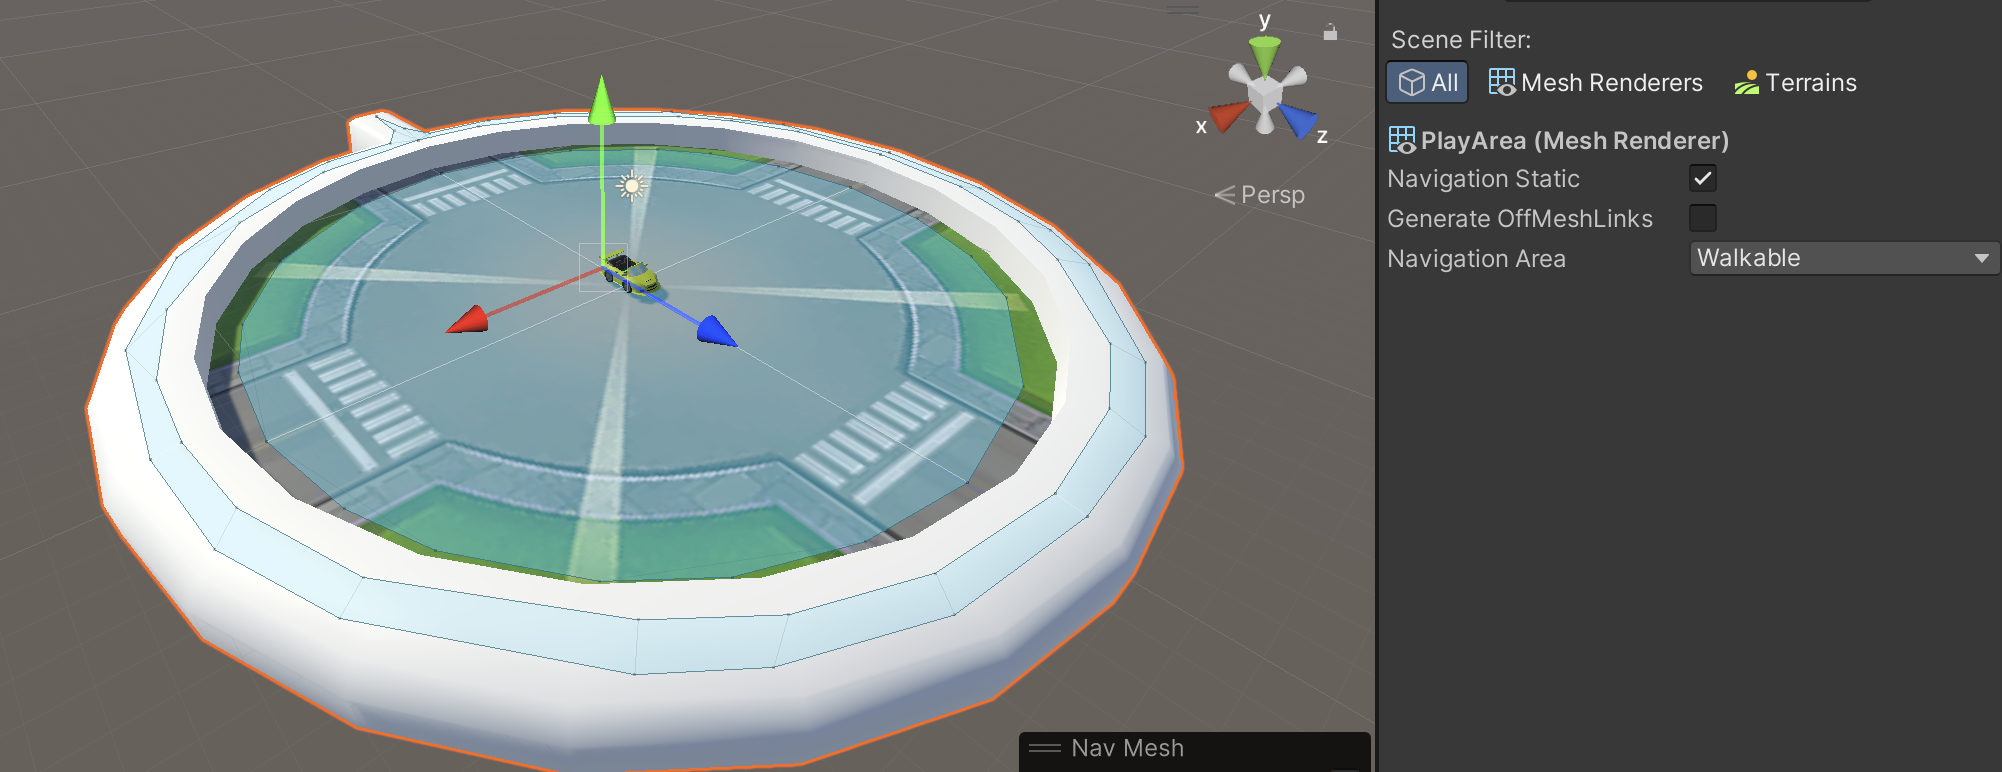 y
x
z
Persp
Nav Mesh
Scene Filter:
All Mesh Renderers Terrains
PlayArea (Mesh Renderer)
Navigation Static
Generate OffMeshLinks
Navigation Area Walkable